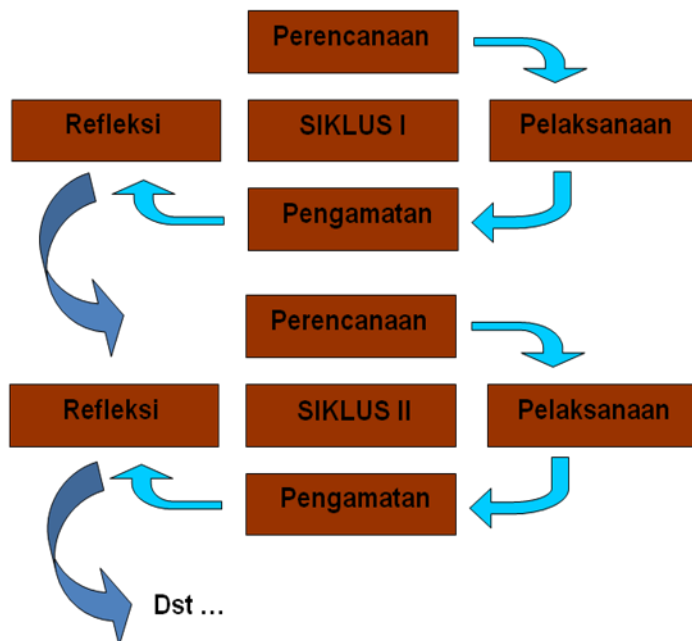 Perencanaan
Refleksi
SIKLUS I
Pelaksanaan
Pengamatan
Perencanaan
Refleksi
SIKLUS II
Pelaksanaan
Pengamatan
Dst ...